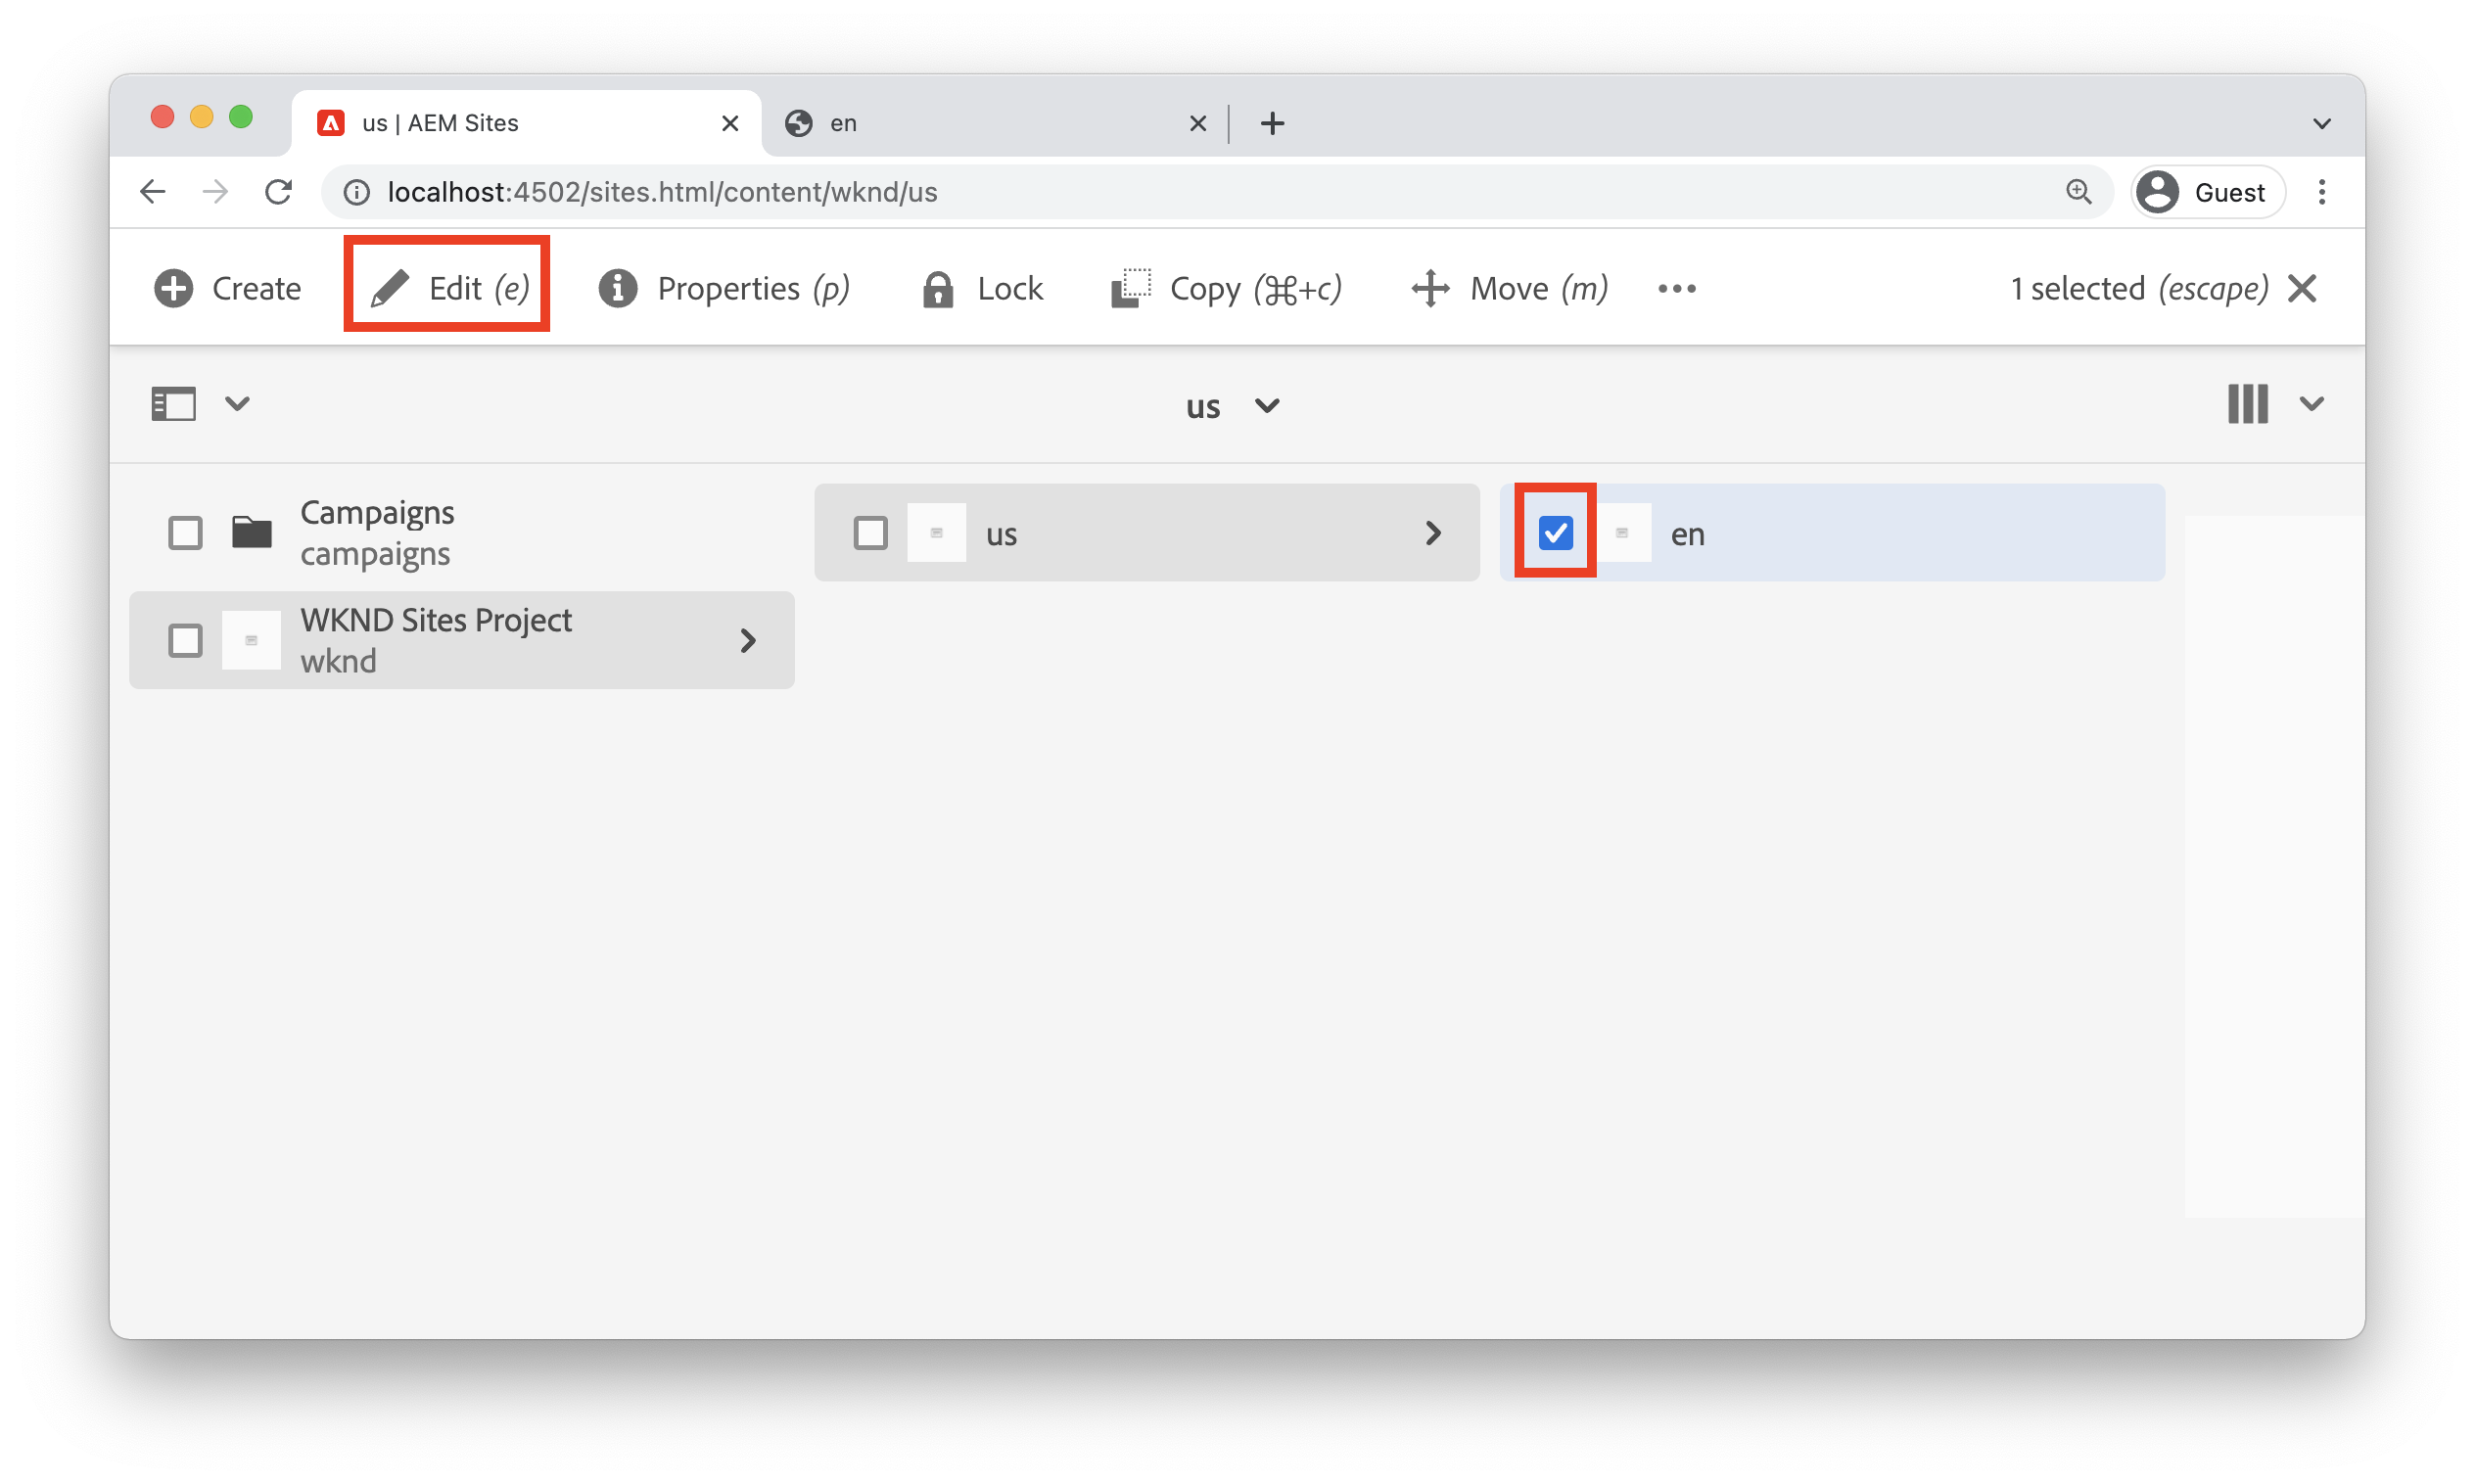 us | AEM Sites
en
localhost:4502/sites.html/content/wknd/us
Guest
Create
Edit (e)
Properties (p)
Lock
Copy (⌘+c)
Move (m)
1 selected (escape)
us
Campaigns
campaigns
WKND Sites Project
wknd
us
en